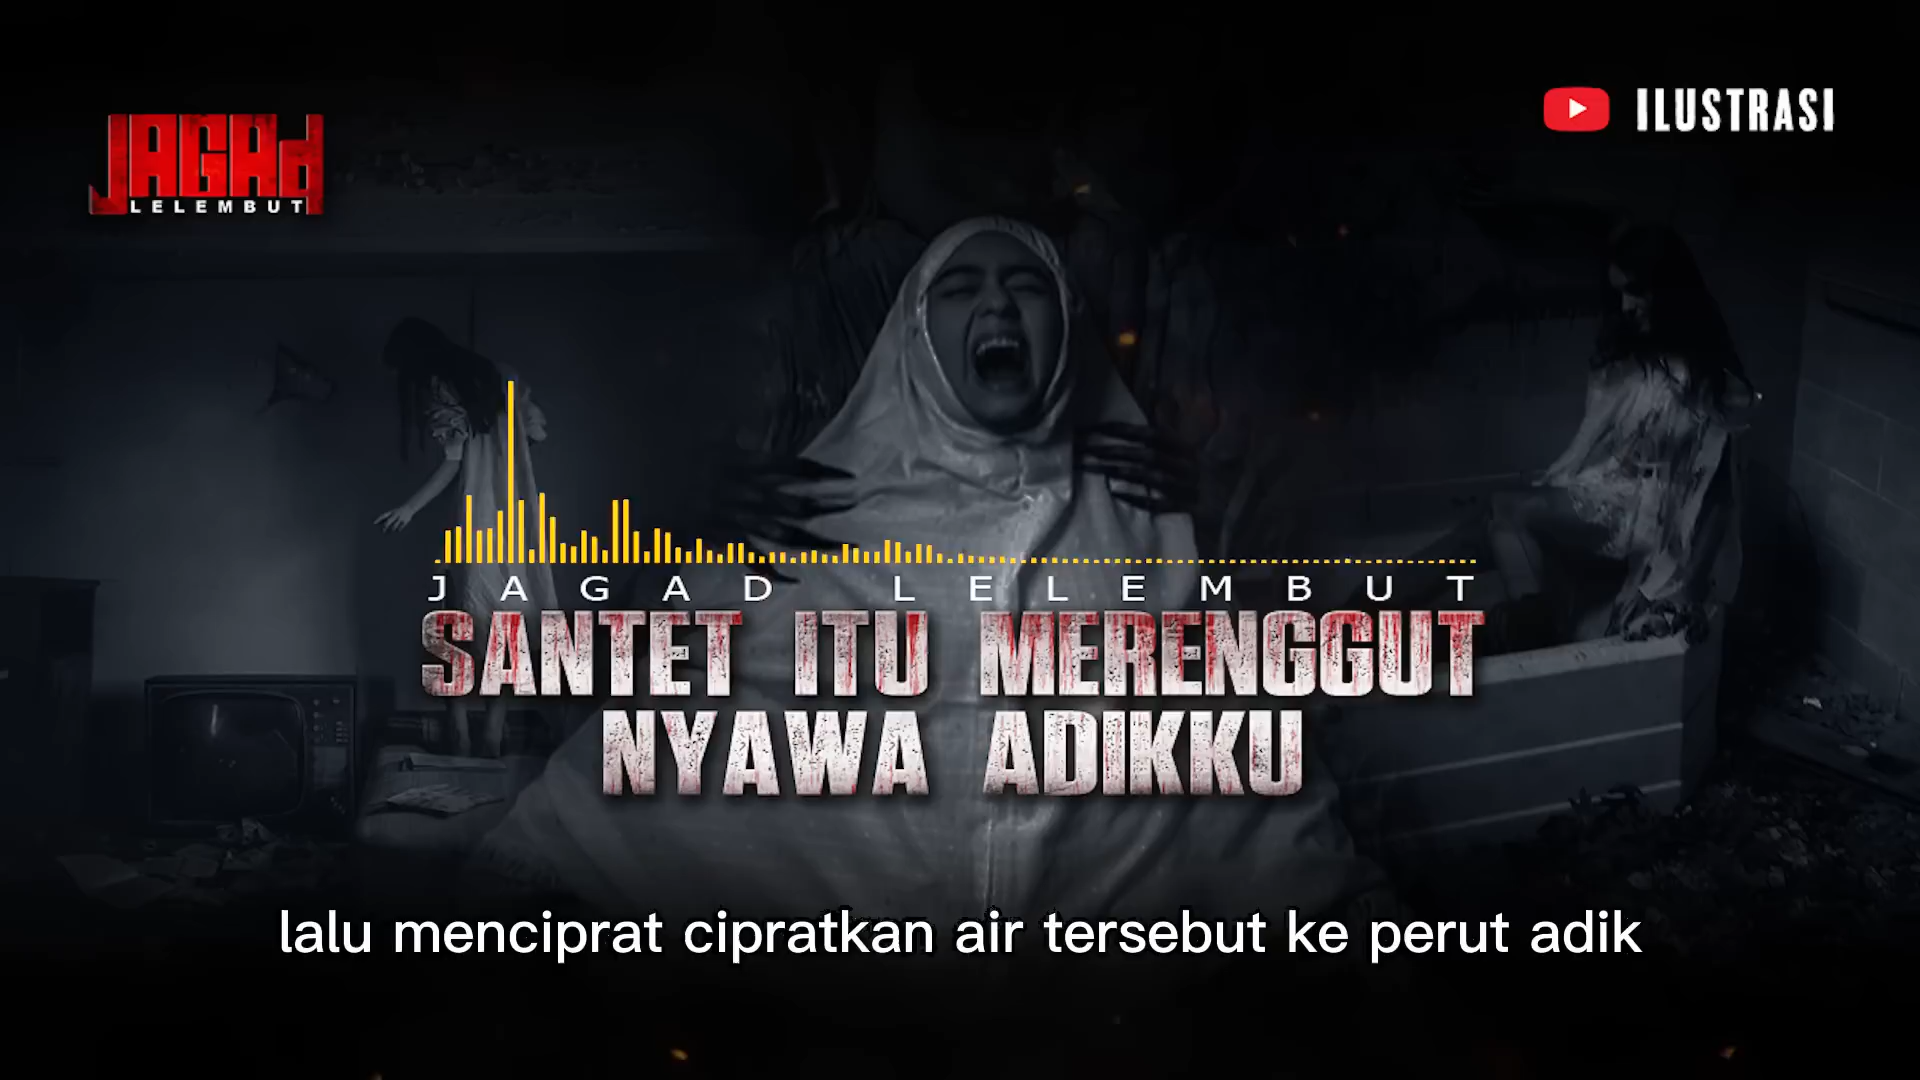 ILUSTRASI
JAGAd
LELEMBUT
JAGAD LELEMBUT
SANTET ITU MERENGGUT
NYAWA ADIKKU
lalu menciprat cipratkan air tersebut ke perut adik